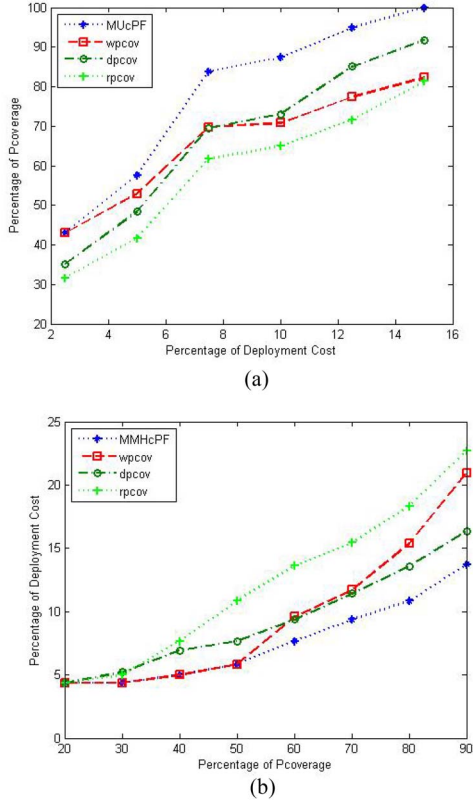 100
90
80
70
60
50
40
30
20
Percentage of Pcoverage
MUcPF
wpcov
dpcov
rpcov
2 4 6 8 10 12 14 16
Percentage of Deployment Cost
(a)
25
20
15
10
5
0
Percentage of Deployment Cost
MMHcPF
wpcov
dpcov
rpcov
20 30 40 50 60 70 80 90
Percentage of Pcoverage
(b)